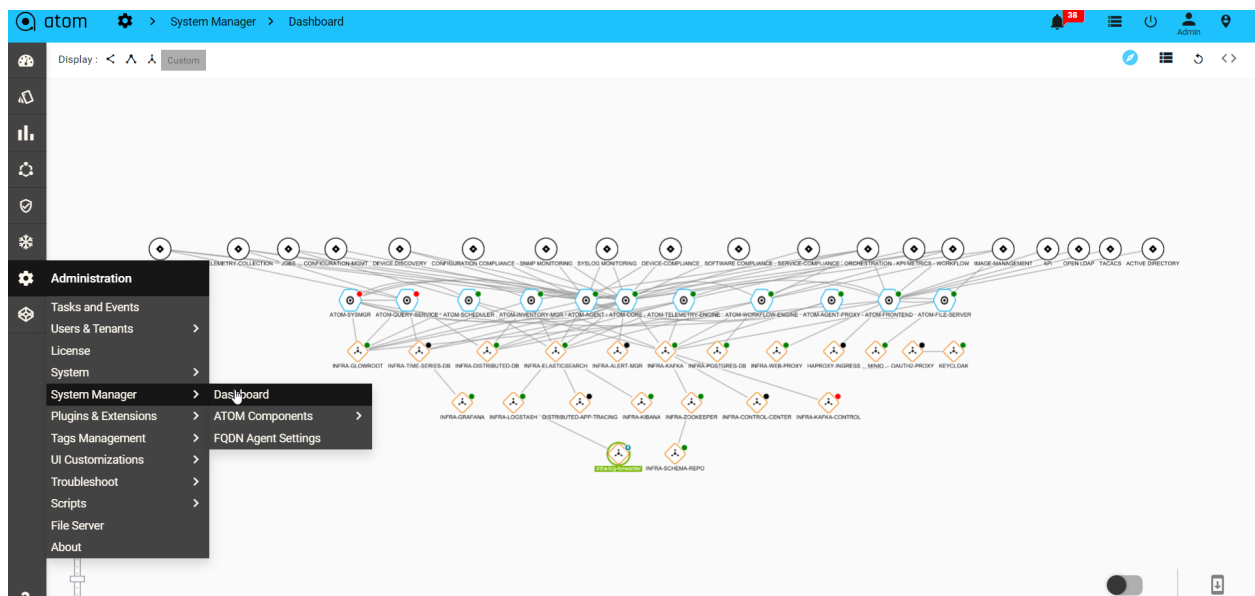 atom > System Manager > Dashboard 38 Admin
Display : Custom
TELEMETRY-COLLECTION JOBS CONFIGURATION-MGMT DEVICE DISCOVERY CONFIGURATION COMPLIANCE SNMP MONITORING SYSLOG MONITORING DEVICE-COMPLIANCE SOFTWARE COMPLIANCE SERVICE-COMPLIANCE ORCHESTRATION KPI-METRICS WORKFLOW IMAGE-MANAGEMENT API OPEN LDAP TACACS ACTIVE DIRECTORY
ATOM-SYSMGR ATOM-QUERY-SERVICE ATOM-SCHEDULER ATOM-INVENTORY-MGR ATOM-AGENT ATOM-CORE ATOM-TELEMETRY-ENGINE ATOM-WORKFLOW-ENGINE ATOM-AGENT-PROXY ATOM-FRONTEND ATOM-FILE-SERVER
INFRA-GLOWROOT INFRA-TIME-SERIES-DB INFRA-DISTRIBUTED-DB INFRA-ELASTICSEARCH INFRA-ALERT-MGR INFRA-KAFKA INFRA-POSTGRES-DB INFRA-WEB-PROXY HAPROXY-INGRESS MINIO OAUTH2-PROXY KEYCLOAK
INFRA-GRAFANA INFRA-LOGSTASH DISTRIBUTED-APP-TRACING INFRA-KIBANA INFRA-ZOOKEEPER INFRA-CONTROL-CENTER INFRA-KAFKA-CONTROL
infra-log-forwarder INFRA-SCHEMA-REPO
Administration
Tasks and Events
Users & Tenants >
License
System >
System Manager >
Plugins & Extensions >
Tags Management >
UI Customizations >
Troubleshoot >
Scripts >
File Server
About
Dashboard
ATOM Components >
FQDN Agent Settings